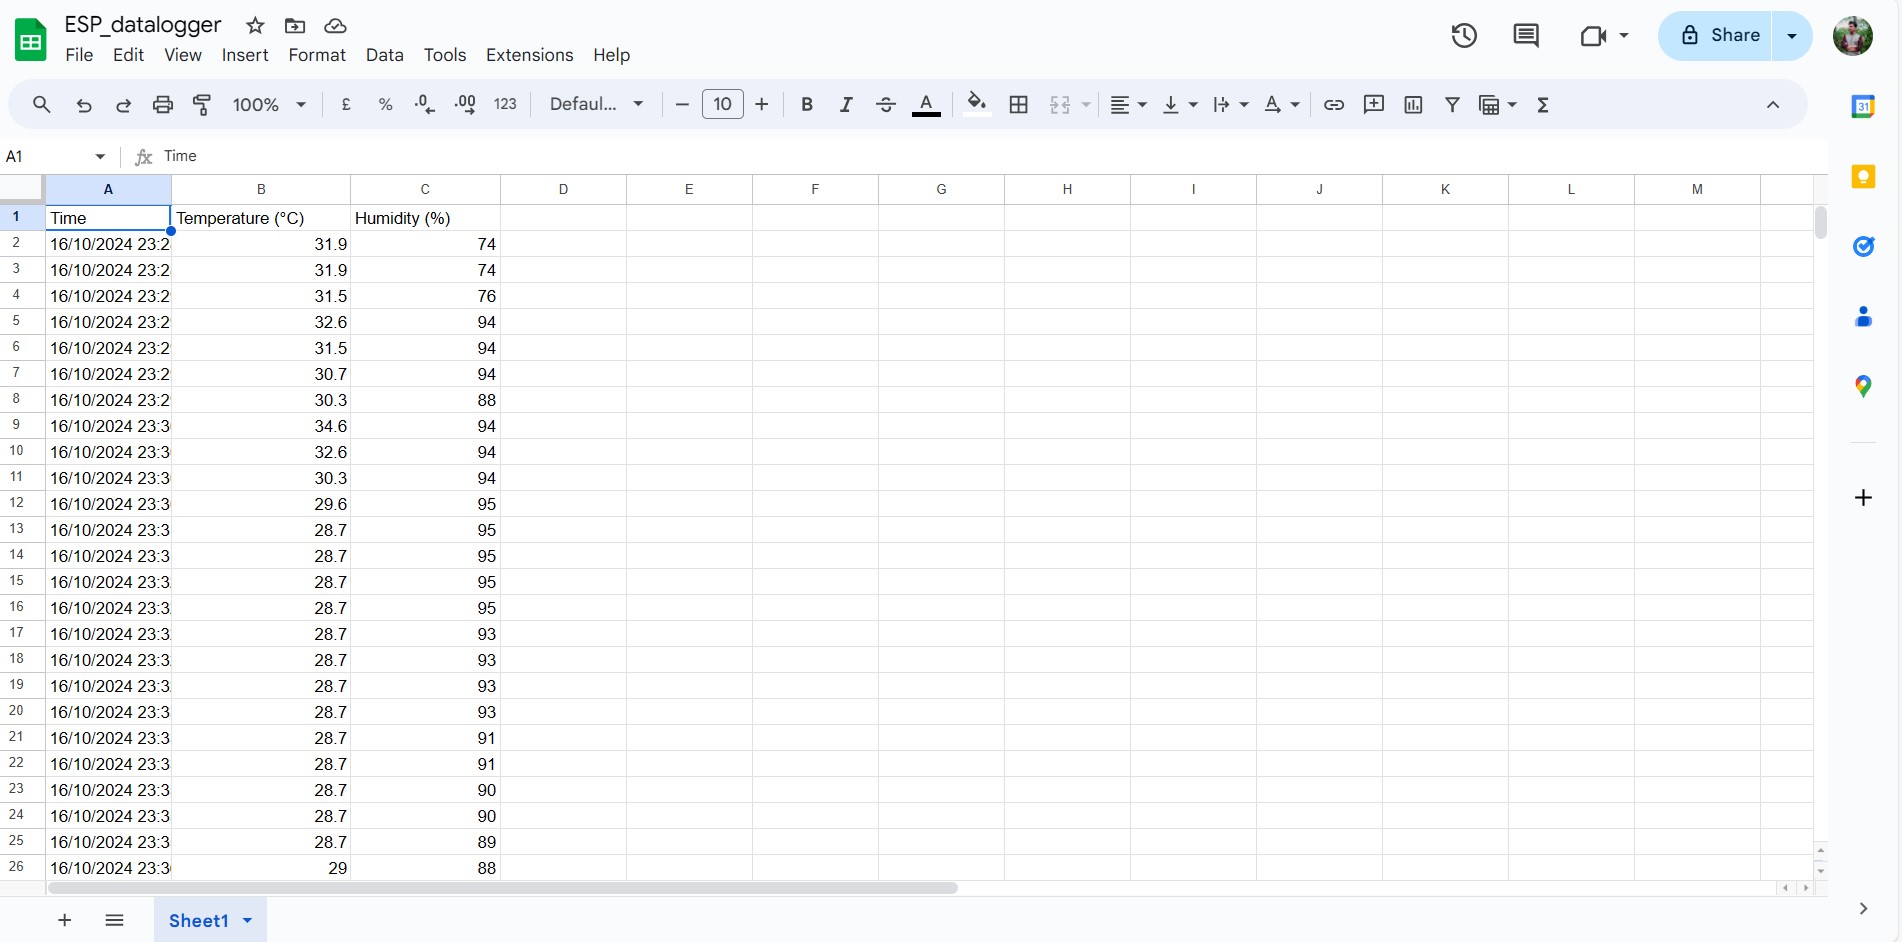 ESP_datalogger
File Edit View Insert Format Data Tools Extensions Help
Share
100% £ % .0 .00 123 Defaul... 10 B I A A Σ
31
A1 fx Time
A B C D E F G H I J K L M
1 Time Temperature (°C) Humidity (%)
2 16/10/2024 23:2 31.9 74
3 16/10/2024 23:2 31.9 74
4 16/10/2024 23:2 31.5 76
5 16/10/2024 23:2 32.6 94
6 16/10/2024 23:2 31.5 94
7 16/10/2024 23:2 30.7 94
8 16/10/2024 23:2 30.3 88
9 16/10/2024 23:3 34.6 94
10 16/10/2024 23:3 32.6 94
11 16/10/2024 23:3 30.3 94
12 16/10/2024 23:3 29.6 95
13 16/10/2024 23:3 28.7 95
14 16/10/2024 23:3 28.7 95
15 16/10/2024 23:3 28.7 95
16 16/10/2024 23:3 28.7 95
17 16/10/2024 23:3 28.7 93
18 16/10/2024 23:3 28.7 93
19 16/10/2024 23:3 28.7 93
20 16/10/2024 23:3 28.7 93
21 16/10/2024 23:3 28.7 91
22 16/10/2024 23:3 28.7 91
23 16/10/2024 23:3 28.7 90
24 16/10/2024 23:3 28.7 90
25 16/10/2024 23:3 28.7 89
26 16/10/2024 23:3 29 88
Sheet1